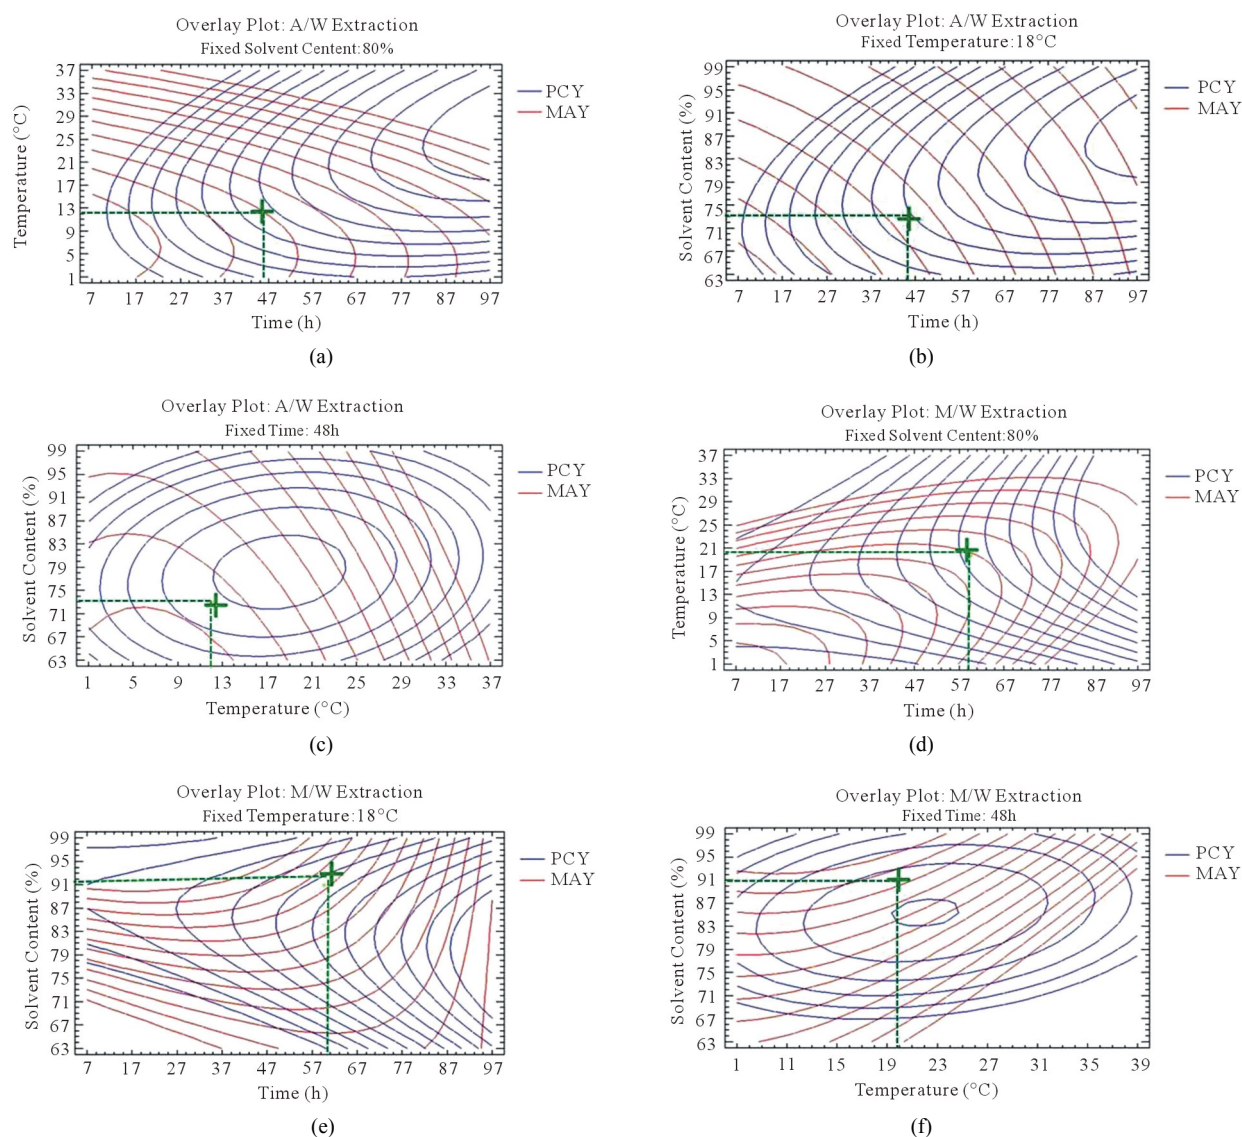 Overlay Plot: A/W Extraction
Fixed Solvent Centent:80%
Temperature (°C)
37
33
29
25
21
17
13
9
5
1
7 17 27 37 47 57 67 77 87 97
Time (h)
PCY
MAY
(a)
Overlay Plot: A/W Extraction
Fixed Temperature:18°C
Solvent Content (%)
99
95
91
87
83
79
75
71
67
63
7 17 27 37 47 57 67 77 87 97
Time (h)
PCY
MAY
(b)
Overlay Plot: A/W Extraction
Fixed Time: 48h
Solvent Content (%)
99
95
91
87
83
79
75
71
67
63
1 5 9 13 17 21 25 29 33 37
Temperature (°C)
PCY
MAY
(c)
Overlay Plot: M/W Extraction
Fixed Solvent Centent:80%
Temperature (°C)
37
33
29
25
21
17
13
9
5
1
7 17 27 37 47 57 67 77 87 97
Time (h)
PCY
MAY
(d)
Overlay Plot: M/W Extraction
Fixed Temperature:18°C
Solvent Content (%)
99
95
91
87
83
79
75
71
67
63
7 17 27 37 47 57 67 77 87 97
Time (h)
PCY
MAY
(e)
Overlay Plot: M/W Extraction
Fixed Time: 48h
Solvent Content (%)
99
95
91
87
83
79
75
71
67
63
1 11 15 19 23 27 31 35 39
Temperature (°C)
PCY
MAY
(f)